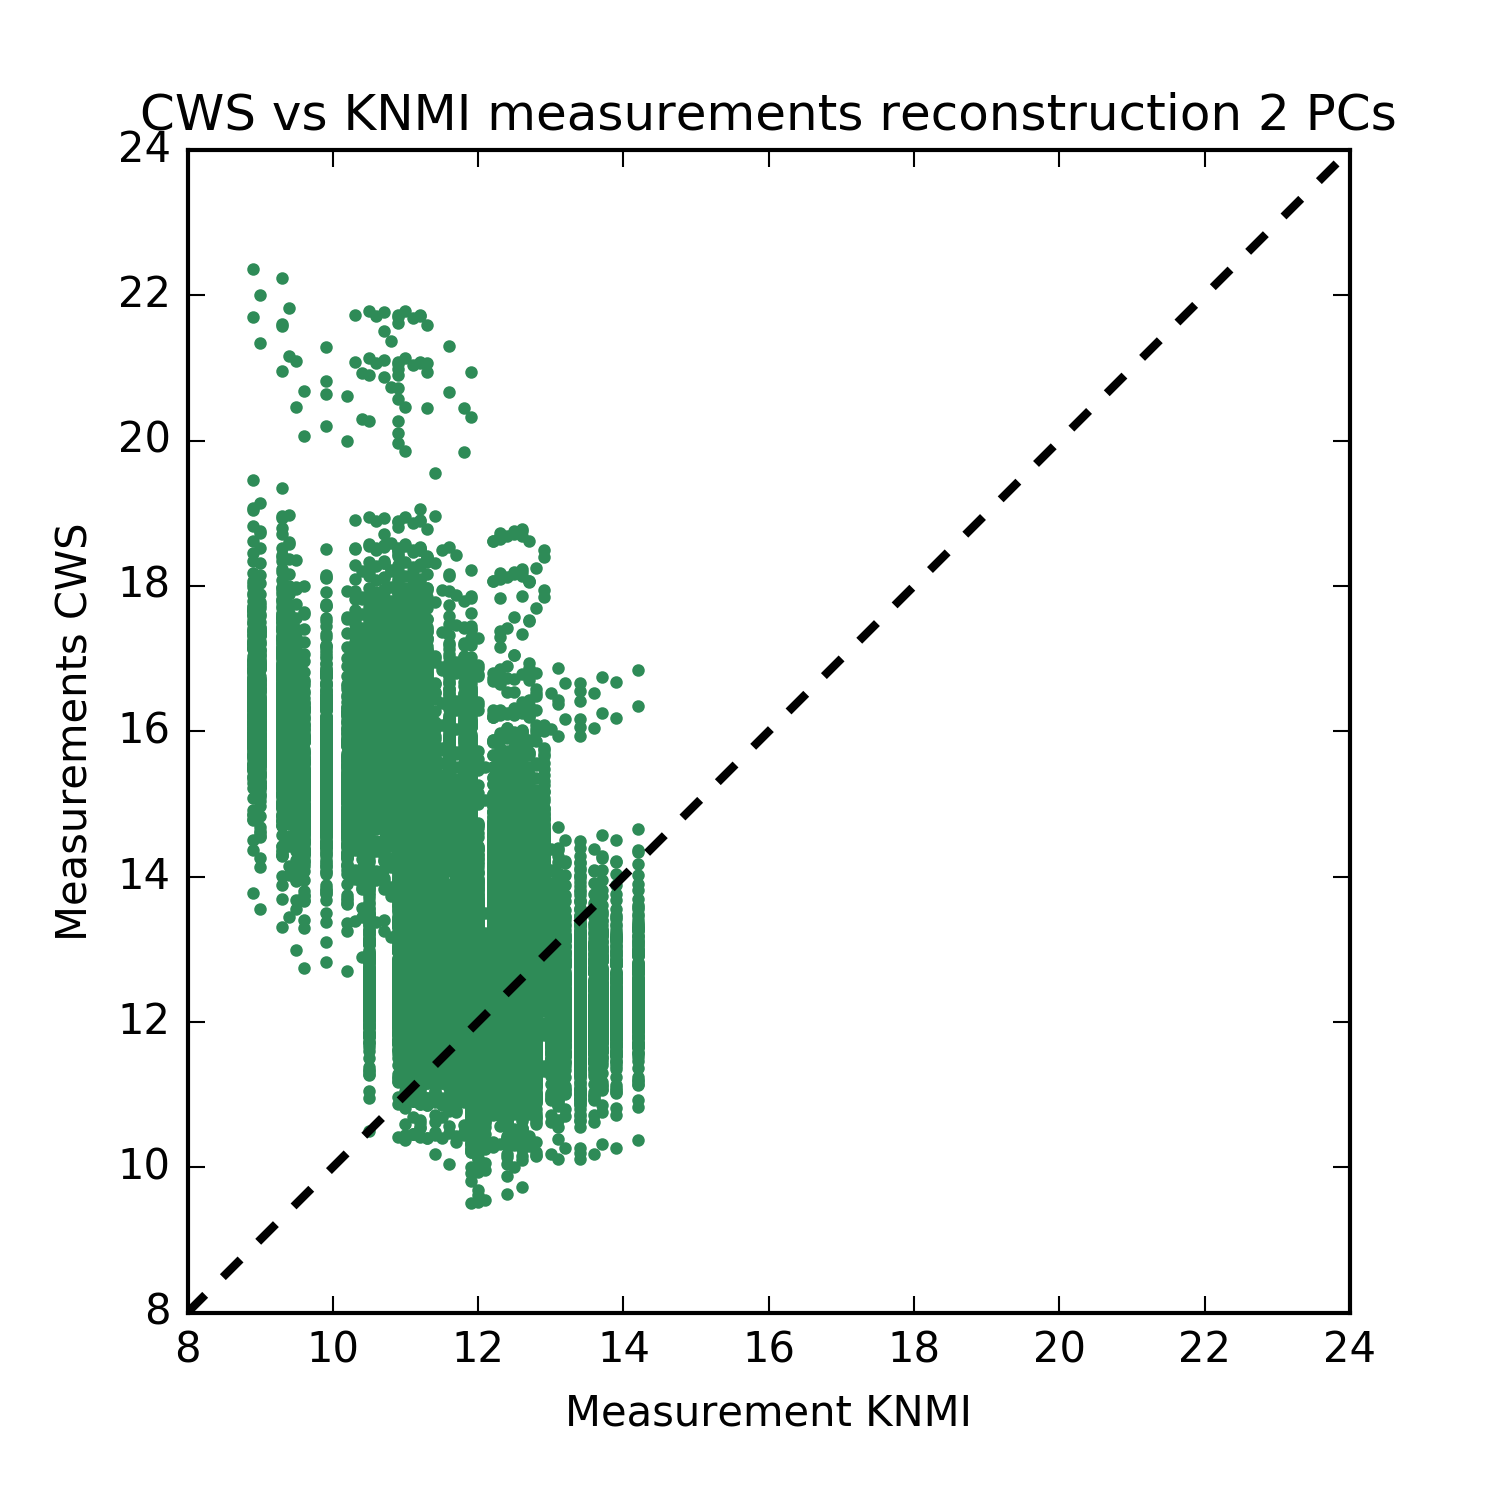 CWS vs KNMI measurements reconstruction 2 PCs
24
22
20
18
16
14
12
10
8
Measurements CWS
8 10 12 14 16 18 20 22 24
Measurement KNMI